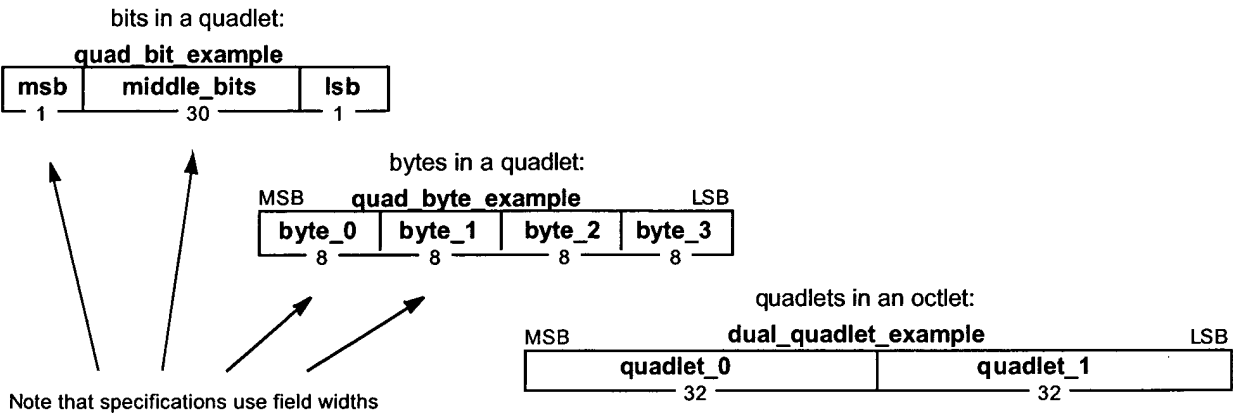 bits in a quadlet:
quad_bit_example
msb middle_bits lsb
1 30 1
bytes in a quadlet:
MSB quad_byte_example LSB
byte_0 byte_1 byte_2 byte_3
8 8 8 8
quadlets in an octlet:
MSB dual_quadlet_example LSB
quadlet_0 quadlet_1
32 32
Note that specifications use field widths